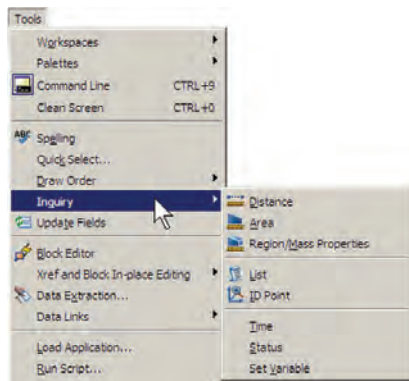 Tools
Workspaces
Palettes
Command Line CTRL+9
Clean Screen CTRL+0
ABC Spelling
Quick Select...
Draw Order
Inquiry
Update Fields
Block Editor
Xref and Block In-place Editing
Data Extraction...
Data Links
Load Application...
Run Script...
Distance
Area
Region/Mass Properties
List
ID Point
Time
Status
Set Variable